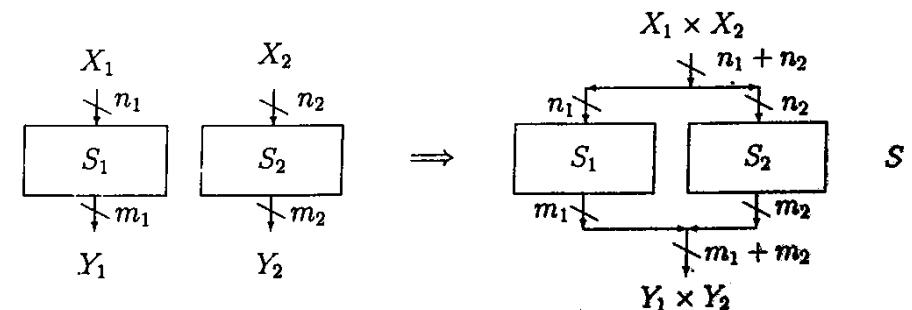 X₁ X₂
n₁ n₂
S₁ S₂
m₁ m₂
Y₁ Y₂
⟹
X₁ × X₂
n₁ + n₂
n₁ n₂
S₁ S₂ S
m₁ m₂
m₁ + m₂
Y₁ × Y₂